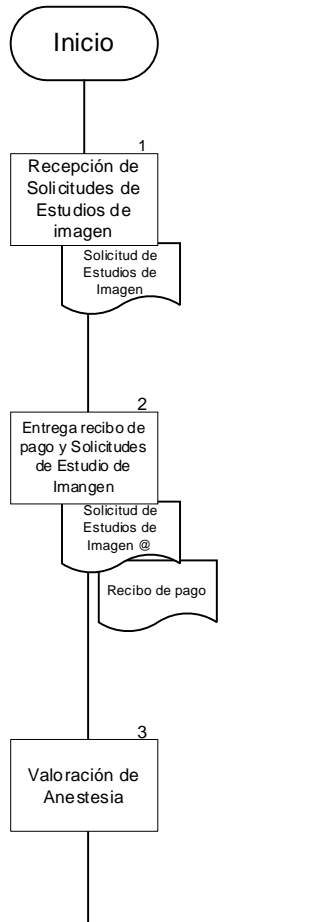 Inicio
1
Recepción de
Solicitudes de
Estudios de
imagen
Solicitud de
Estudios de
Imagen
2
Entrega recibo de
pago y Solicitudes
de Estudio de
Imangen
Solicitud de
Estudios de
Imagen @
Recibo de pago
3
Valoración de
Anestesia